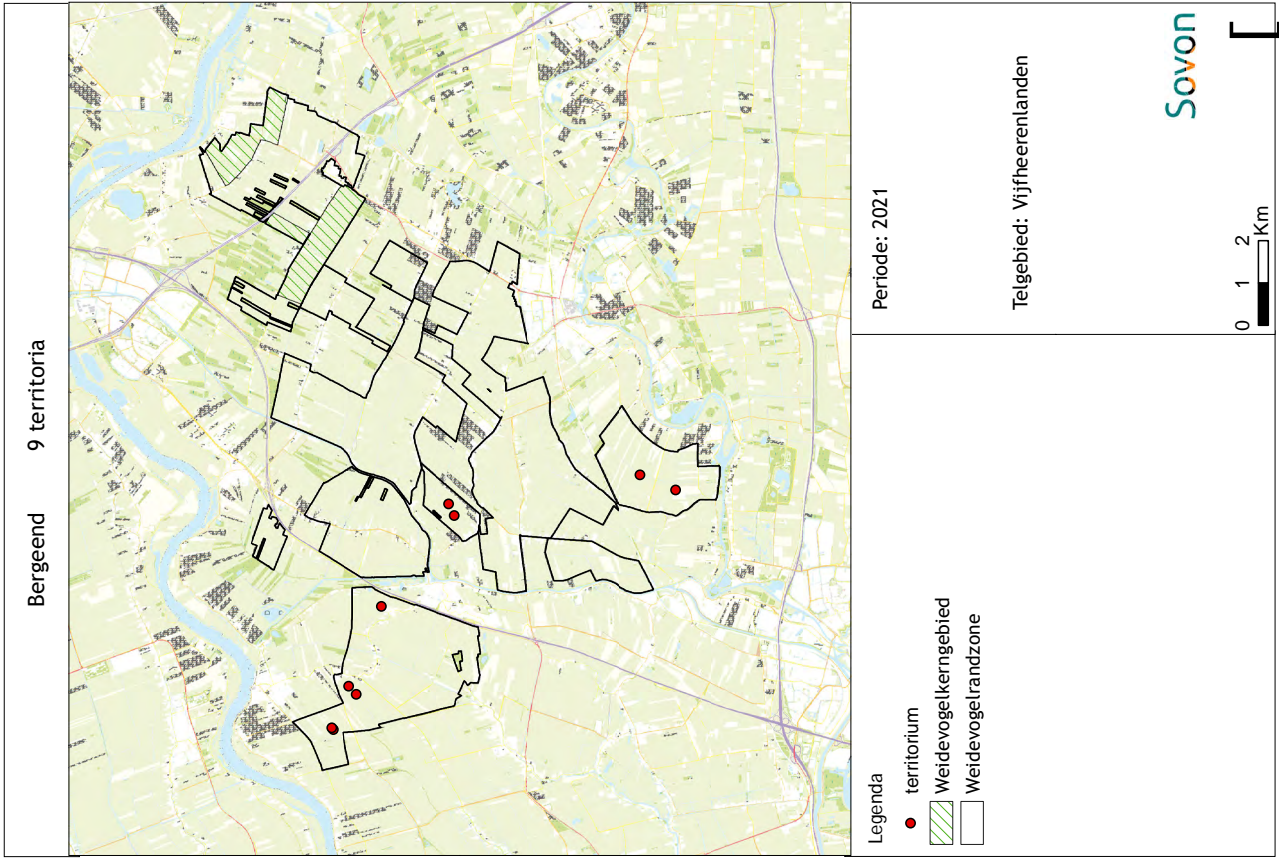 Bergeend 9 territoria
Legenda
territorium
Weidevogelkerngebied
Weidevogelrandzone
Periode: 2021
Telgebied: Vijfheerenlanden
0 1 2
Km
Sovon